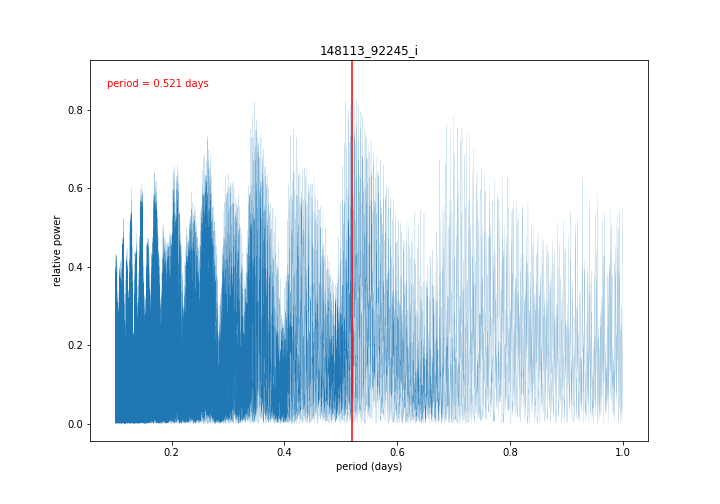 148113_92245_i
period = 0.521 days
0.8
0.6
0.4
0.2
0.0
relative power
0.2 0.4 0.6 0.8 1.0
period (days)